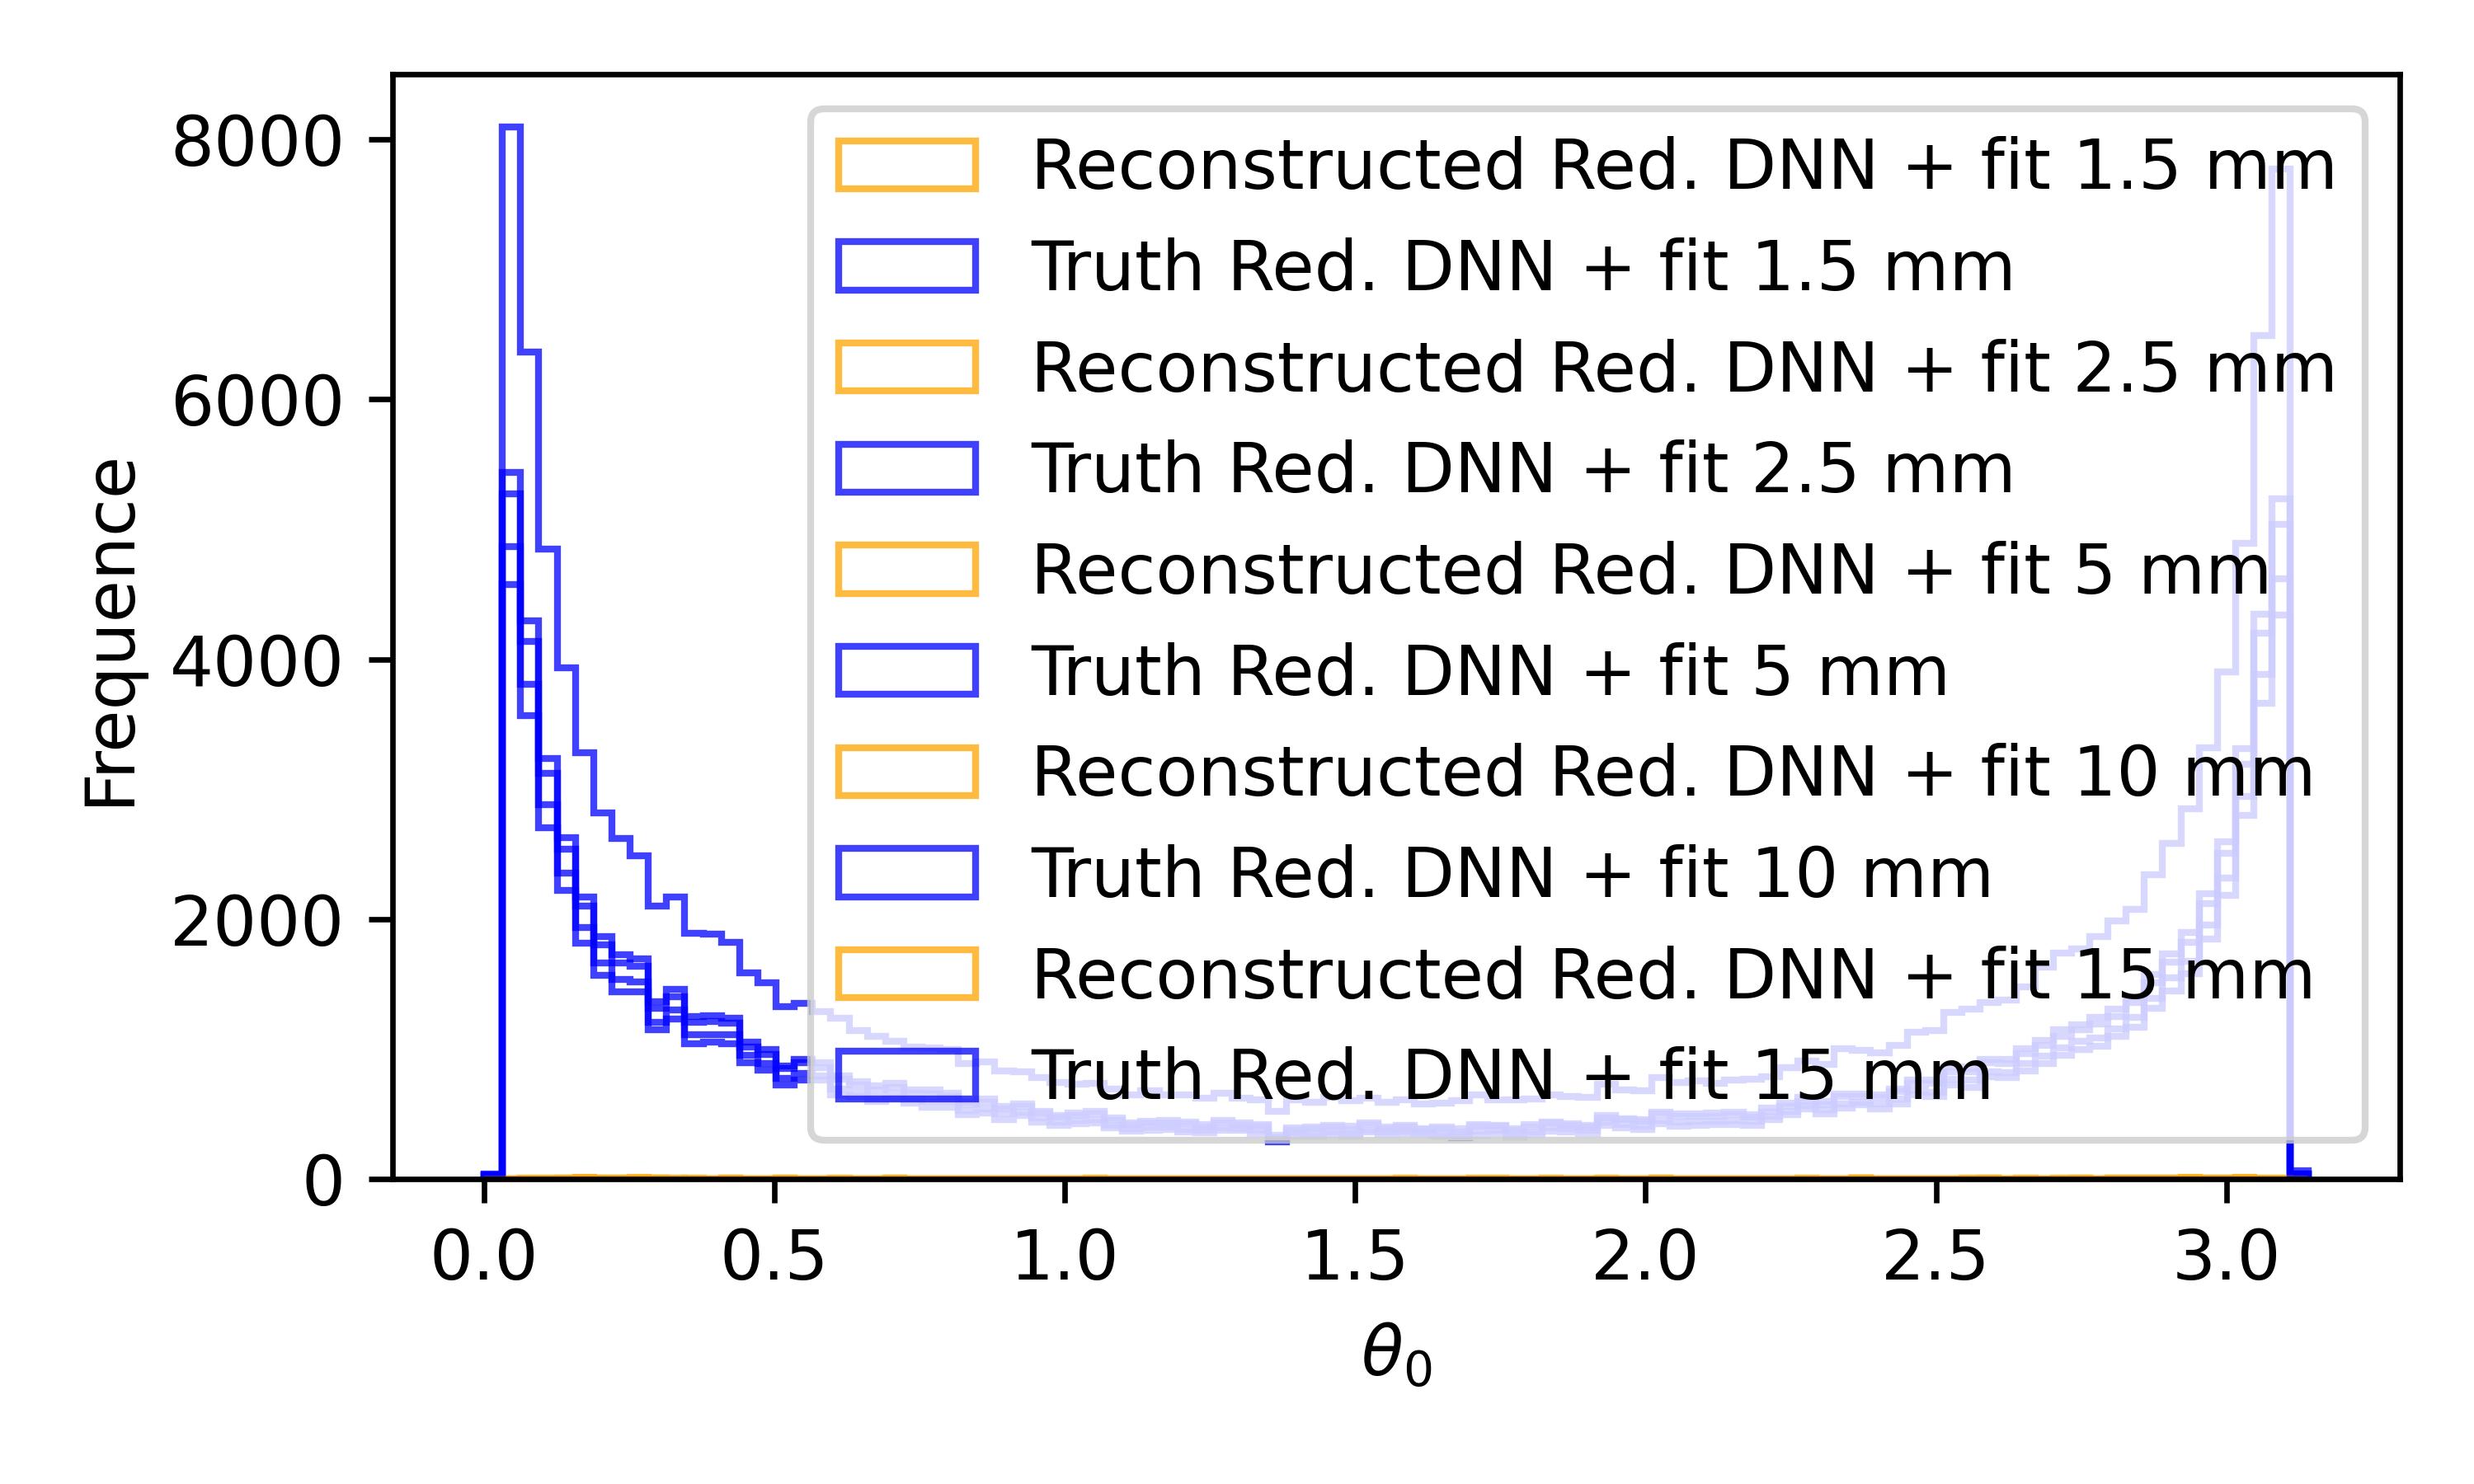 8000
6000
4000
2000
0
Frequence
Reconstructed Red. DNN + fit 1.5 mm
Truth Red. DNN + fit 1.5 mm
Reconstructed Red. DNN + fit 2.5 mm
Truth Red. DNN + fit 2.5 mm
Reconstructed Red. DNN + fit 5 mm
Truth Red. DNN + fit 5 mm
Reconstructed Red. DNN + fit 10 mm
Truth Red. DNN + fit 10 mm
Reconstructed Red. DNN + fit 15 mm
Truth Red. DNN + fit 15 mm
0.0 0.5 1.0 1.5 2.0 2.5 3.0
θ₀